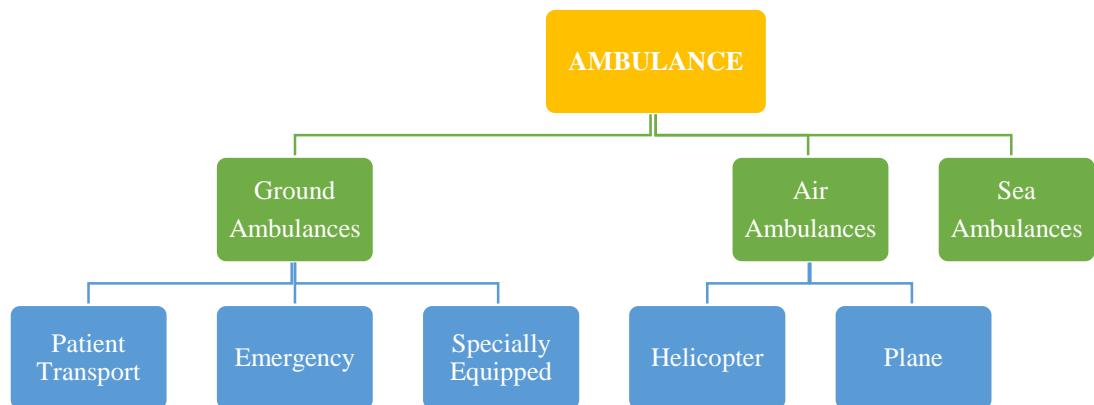 AMBULANCE
Ground
Ambulances
Air
Ambulances
Sea
Ambulances
Patient
Transport
Emergency
Specially
Equipped
Helicopter
Plane